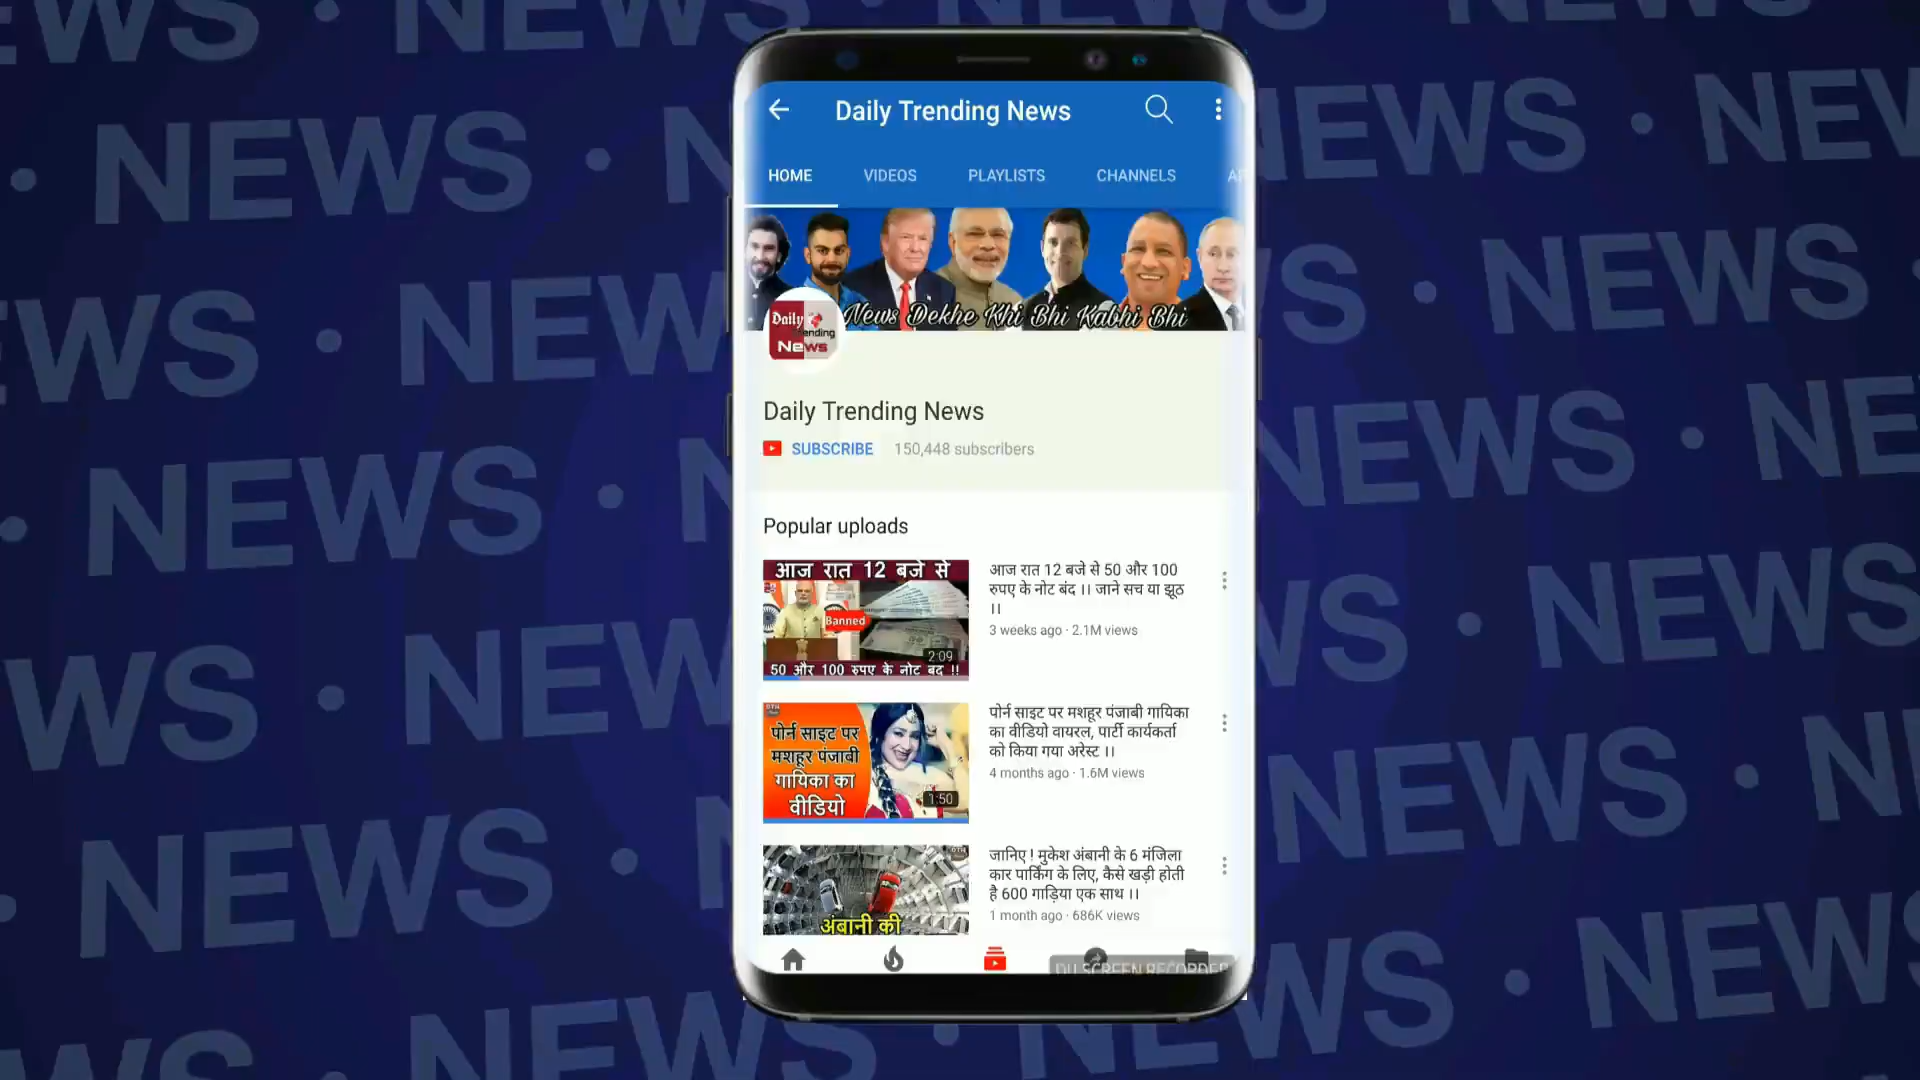 NEWS
Daily Trending News
HOME VIDEOS PLAYLISTS CHANNELS
News Dekhe Khi Bhi Kabhi Bhi
Daily
Trending
News
Daily Trending News
SUBSCRIBE 150,448 subscribers
Popular uploads
आज रात 12 बजे से
Banned
2:09
50 और 100 रुपए के नोट बंद !!
आज रात 12 बजे से 50 और 100
रुपए के नोट बंद ।। जाने सच या झूठ
।।
3 weeks ago · 2.1M views
पोर्न साइट पर
मशहूर पंजाबी
गायिका का
वीडियो
1:50
पोर्न साइट पर मशहूर पंजाबी गायिका
का वीडियो वायरल, पार्टी कार्यकर्ता
को किया गया अरेस्ट ।।
4 months ago · 1.6M views
अंबानी की
जानिए ! मुकेश अंबानी के 6 मंजिला
कार पार्किंग के लिए, कैसे खड़ी होती
है 600 गाड़िया एक साथ ।।
1 month ago · 686K views
DU SCREEN RECORDER